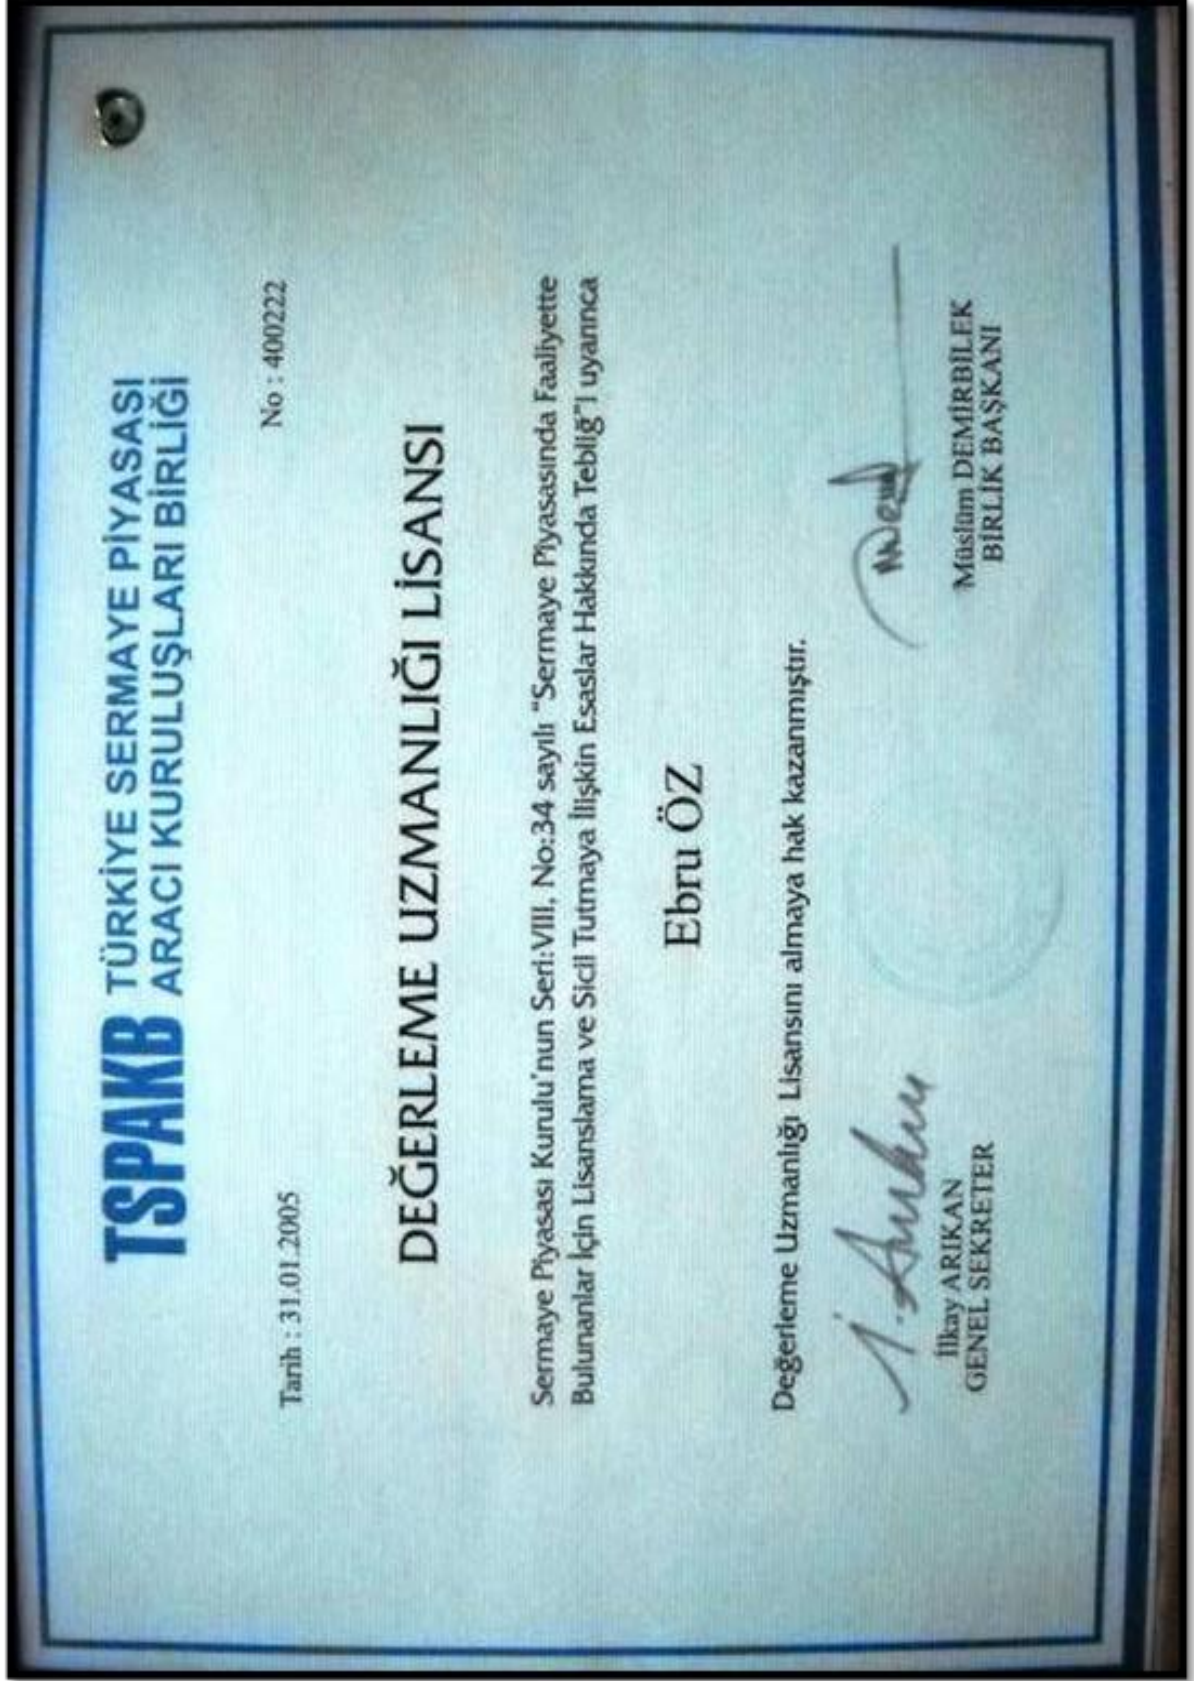 TSPAKB TÜRKİYE SERMAYE PİYASASI
ARACI KURULUŞLARI BİRLİĞİ
Tarih : 31.01.2005 No : 400222
DEĞERLEME UZMANLIĞI LİSANSI
Sermaye Piyasası Kurulu'nun Seri:VIII, No:34 sayılı "Sermaye Piyasasında Faaliyette
Bulunanlar İçin Lisanslama ve Sicil Tutmaya İlişkin Esaslar Hakkında Tebliğ"i uyarınca
Ebru ÖZ
Değerleme Uzmanlığı Lisansını almaya hak kazanmıştır.
İ. Arıkan
İlkay ARIKAN
GENEL SEKRETER
Müslüm DEMİRBİLEK
BİRLİK BAŞKANI